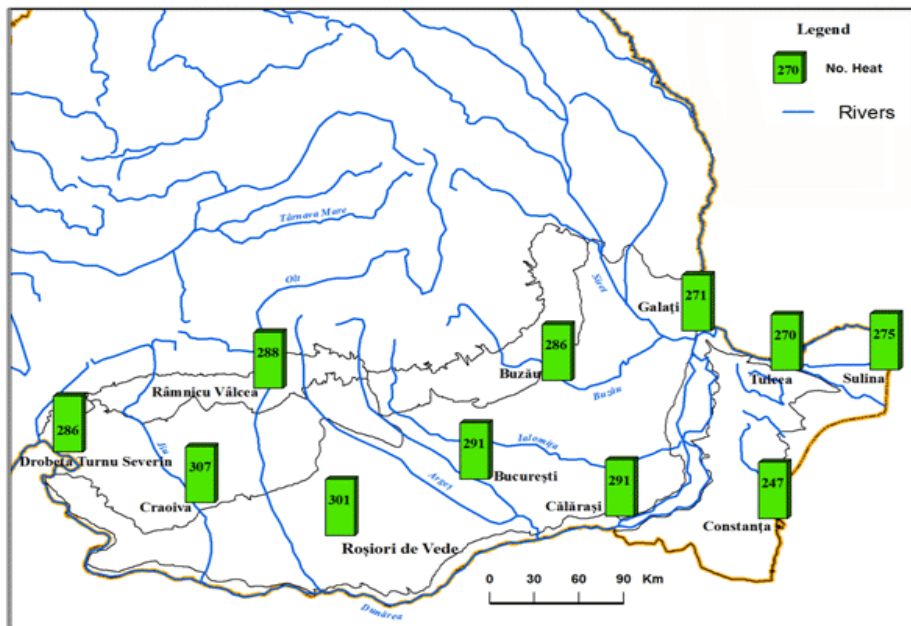 Legend
270
No. Heat
Rivers
Târnava Mare
Olt
Siret
271
Galați
288
286
270
275
Râmnicu Vâlcea
Buzău
Buzău
Tulcea
Sulina
286
Drobeta Turnu Severin
Jiu
307
291
Ialomița
București
291
247
Craoiva
301
Argeș
Călărași
Constanța
Roșiori de Vede
0 30 60 90 Km
Dunărea